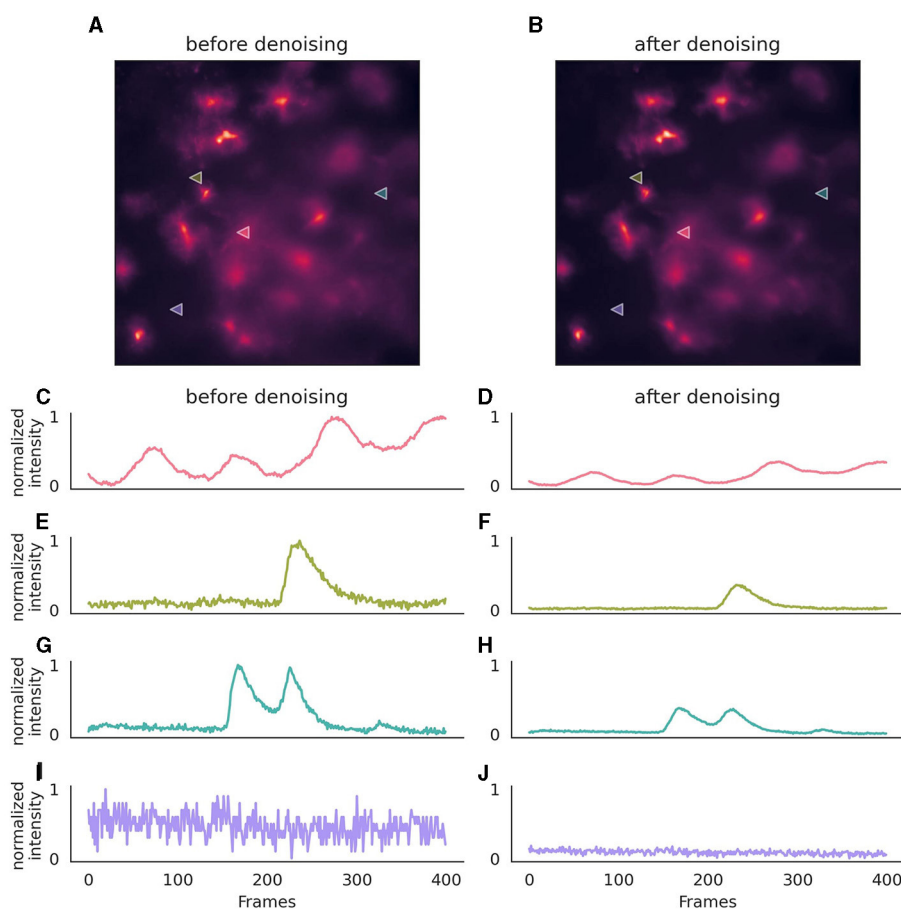 A
before denoising
B
after denoising
C
before denoising
D
after denoising
normalized
intensity
1
0
1
0
E
normalized
intensity
1
0
F
1
0
G
normalized
intensity
1
0
H
1
0
I
normalized
intensity
1
0
J
1
0
0 100 200 300 400
Frames
0 100 200 300 400
Frames